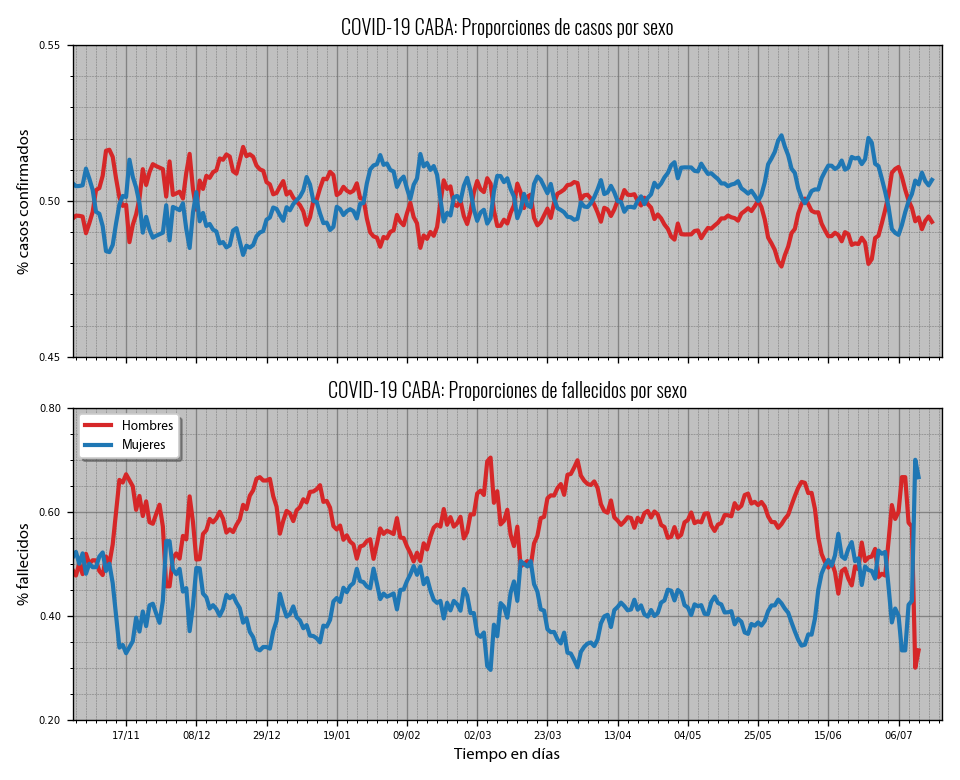 COVID-19 CABA: Proporciones de casos por sexo
0.55
0.50
0.45
% casos confirmados
COVID-19 CABA: Proporciones de fallecidos por sexo
0.80
0.60
0.40
0.20
% fallecidos
Hombres
Mujeres
17/11 08/12 29/12 19/01 09/02 02/03 23/03 13/04 04/05 25/05 15/06 06/07
Tiempo en días